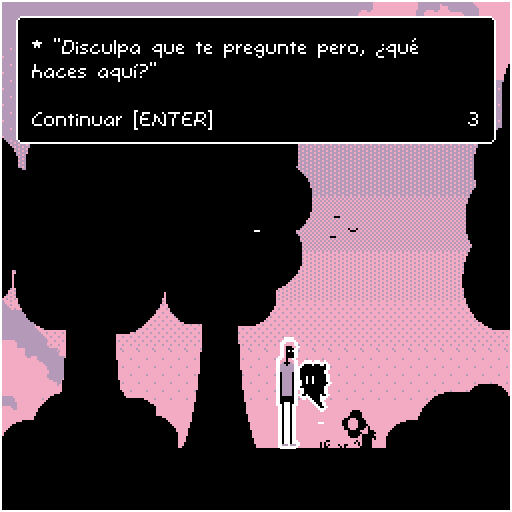 * "Disculpa que te pregunte pero, ¿qué
haces aquí?"
Continuar [ENTER] 3